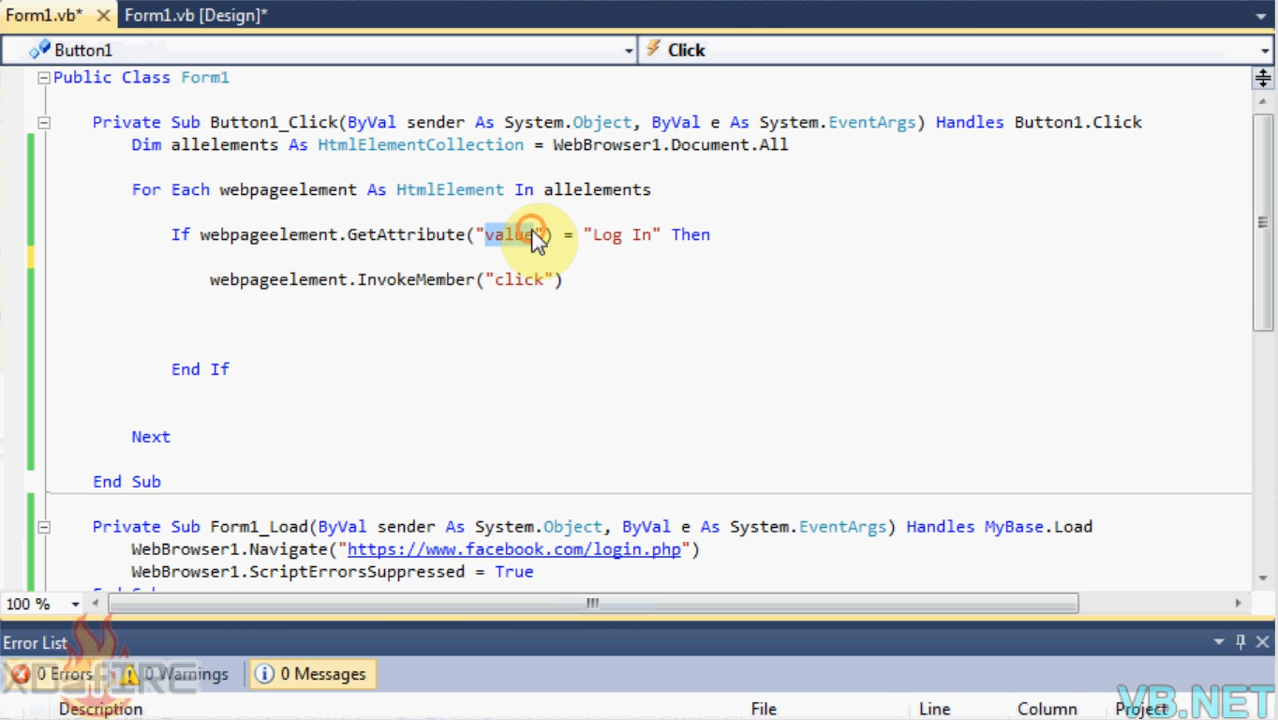 Form1.vb* Form1.vb [Design]*
Button1 Click
Public Class Form1
Private Sub Button1_Click(ByVal sender As System.Object, ByVal e As System.EventArgs) Handles Button1.Click
Dim allelements As HtmlElementCollection = WebBrowser1.Document.All
For Each webpageelement As HtmlElement In allelements
If webpageelement.GetAttribute("value") = "Log In" Then
webpageelement.InvokeMember("click")
End If
Next
End Sub
Private Sub Form1_Load(ByVal sender As System.Object, ByVal e As System.EventArgs) Handles MyBase.Load
WebBrowser1.Navigate("https://www.facebook.com/login.php")
WebBrowser1.ScriptErrorsSuppressed = True
End Sub
100 %
Error List
0 Errors 0 Warnings 0 Messages
Description File Line Column Project
VB.NET